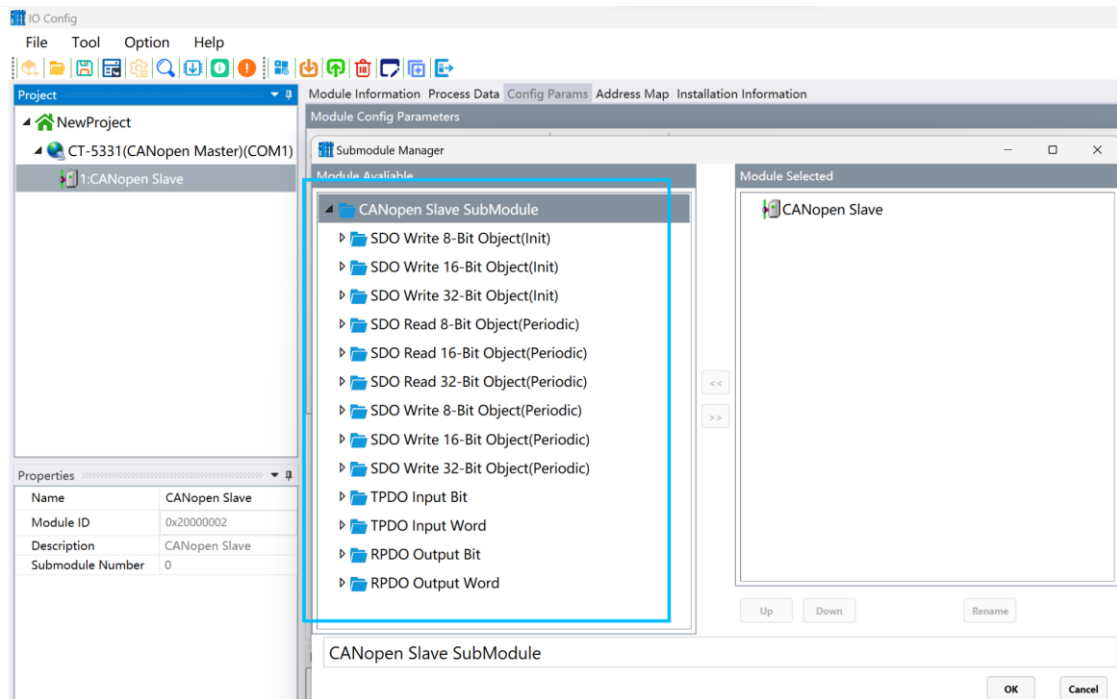 IO Config
File Tool Option Help
Project
Module Information Process Data Config Params Address Map Installation Information
NewProject
Module Config Parameters
CT-5331(CANopen Master)(COM1)
Submodule Manager
1:CANopen Slave
Module Avaliable
Module Selected
CANopen Slave SubModule
CANopen Slave
SDO Write 8-Bit Object(Init)
SDO Write 16-Bit Object(Init)
SDO Write 32-Bit Object(Init)
SDO Read 8-Bit Object(Periodic)
SDO Read 16-Bit Object(Periodic)
SDO Read 32-Bit Object(Periodic)
<<
SDO Write 8-Bit Object(Periodic)
>>
SDO Write 16-Bit Object(Periodic)
SDO Write 32-Bit Object(Periodic)
TPDO Input Bit
TPDO Input Word
RPDO Output Bit
RPDO Output Word
Properties
Name CANopen Slave
Module ID 0x20000002
Description CANopen Slave
Submodule Number 0
Up Down Rename
CANopen Slave SubModule
OK Cancel